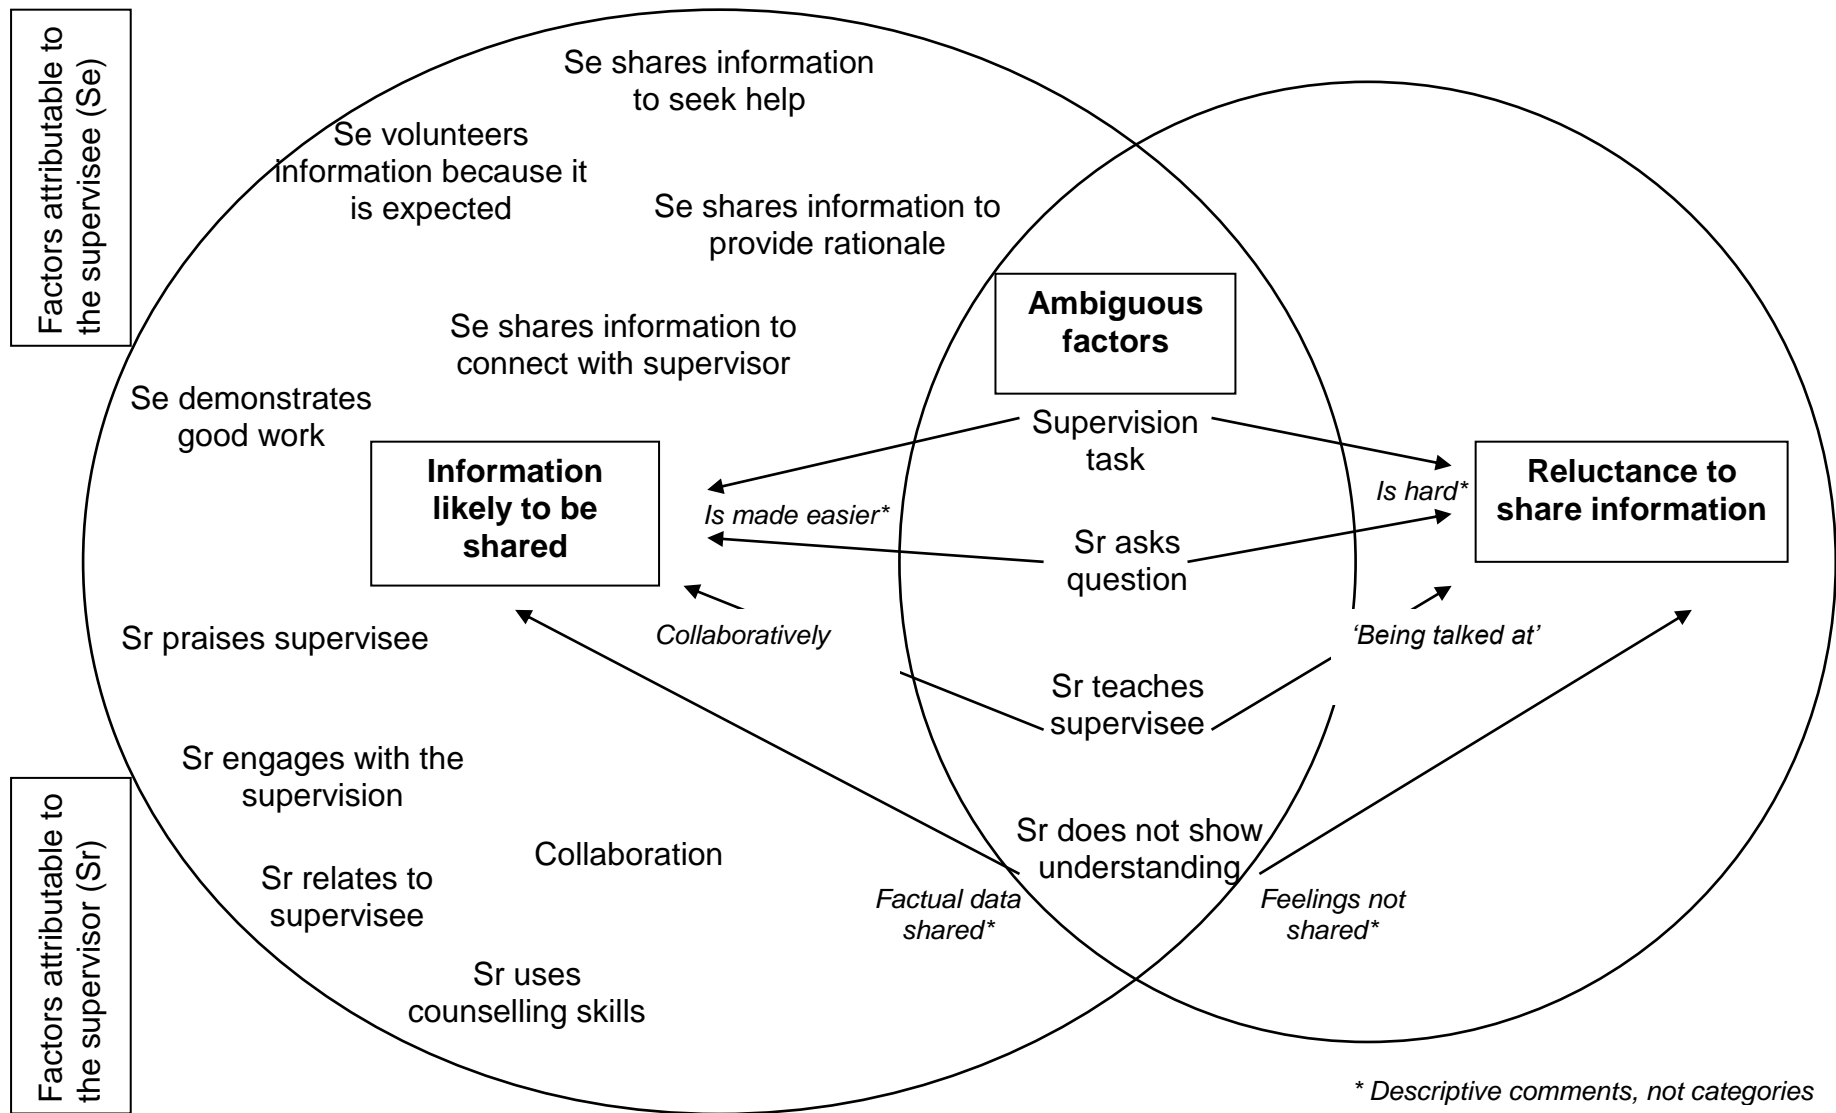 Factors attributable to
the supervisee (Se)
Se shares information
to seek help
Se volunteers
information because it
is expected
Se shares information to
provide rationale
Ambiguous
factors
Se shares information to
connect with supervisor
Se demonstrates
good work
Supervision
task
Information
likely to be
shared
Is made easier*
Is hard*
Reluctance to
share information
Sr asks
question
Sr praises supervisee
Collaboratively
‘Being talked at’
Sr teaches
supervisee
Sr engages with the
supervision
Factors attributable to
the supervisor (Sr)
Collaboration
Sr does not show
understanding
Sr relates to
supervisee
Factual data
shared*
Feelings not
shared*
Sr uses
counselling skills
* Descriptive comments, not categories